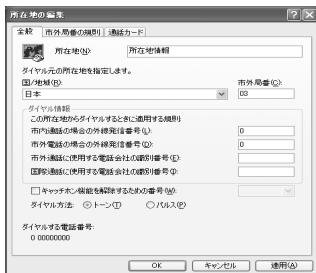 所在地の編集
全般 市外局番の規則 通話カード
所在地(N): 所在地情報
ダイヤル元の所在地を指定します。
国/地域(R): 市外局番(C):
日本 03
ダイヤル情報
この所在地からダイヤルするときに適用する規則:
市内通話の場合の外線発信番号(L): 0
市外電話の場合の外線発信番号(D): 0
市外通話に使用する電話会社の識別番号(E):
国際通話に使用する電話会社の識別番号(I):
キャッチホン機能を解除するための番号(W):
ダイヤル方法: トーン(T) パルス(P)
ダイヤルする電話番号:
0 00000000
OK キャンセル 適用(A)